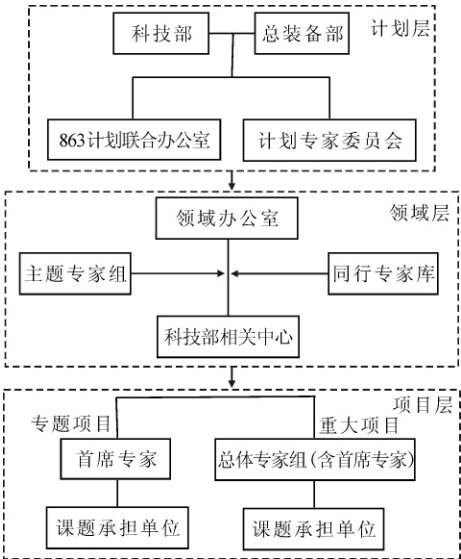 计划层
科技部
总装备部
863计划联合办公室
计划专家委员会
领域层
领域办公室
主题专家组
同行专家库
科技部相关中心
项目层
专题项目
重大项目
首席专家
总体专家组(含首席专家)
课题承担单位
课题承担单位